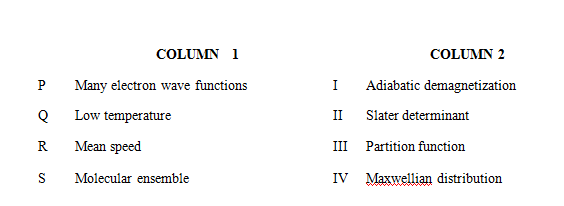 COLUMN 1 COLUMN 2
P Many electron wave functions I Adiabatic demagnetization
Q Low temperature II Slater determinant
R Mean speed III Partition function
S Molecular ensemble IV Maxwellian distribution